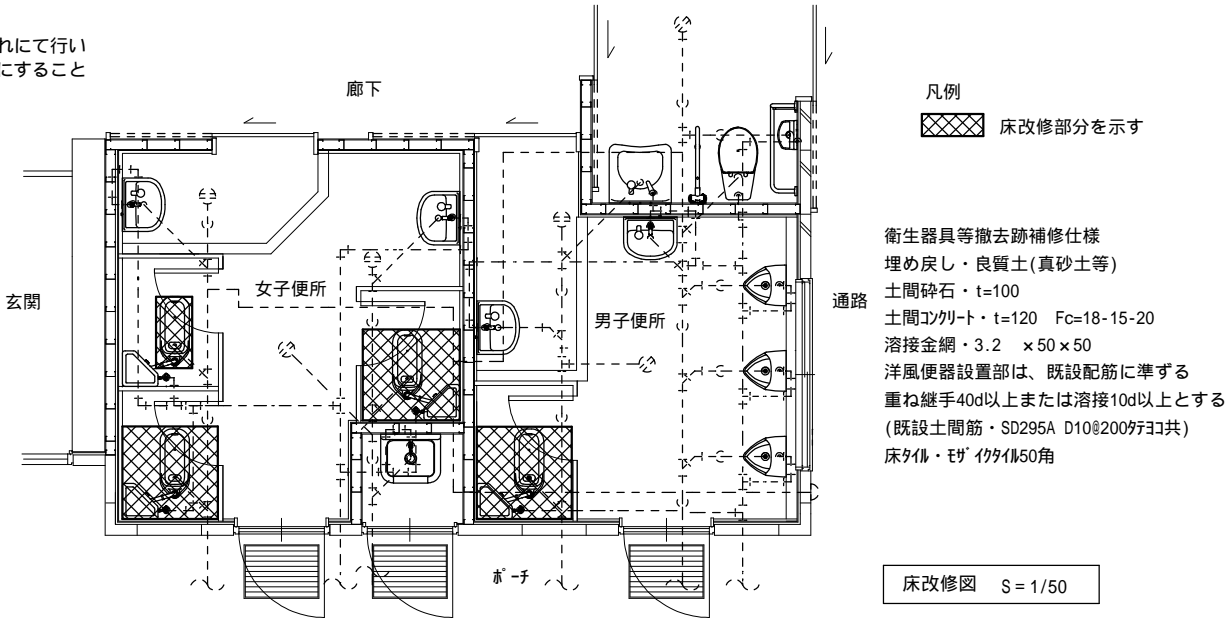 れにて行い
にすること
廊下
凡例
床改修部分を示す
玄関
女子便所
男子便所
通路
衛生器具等撤去跡補修仕様
埋め戻し・良質土(真砂土等)
土間砕石・t=100
土間ｺﾝｸﾘｰﾄ・t=120 Fc=18-15-20
溶接金網・3.2 ×50×50
洋風便器設置部は、既設配筋に準ずる
重ね継手40d以上または溶接10d以上とする
(既設土間筋・SD295A D10@200ﾀﾃﾖｺ共)
床ﾀｲﾙ・ﾓｻﾞｲｸﾀｲﾙ50角
ﾎﾟｰﾁ
床改修図 S=1/50